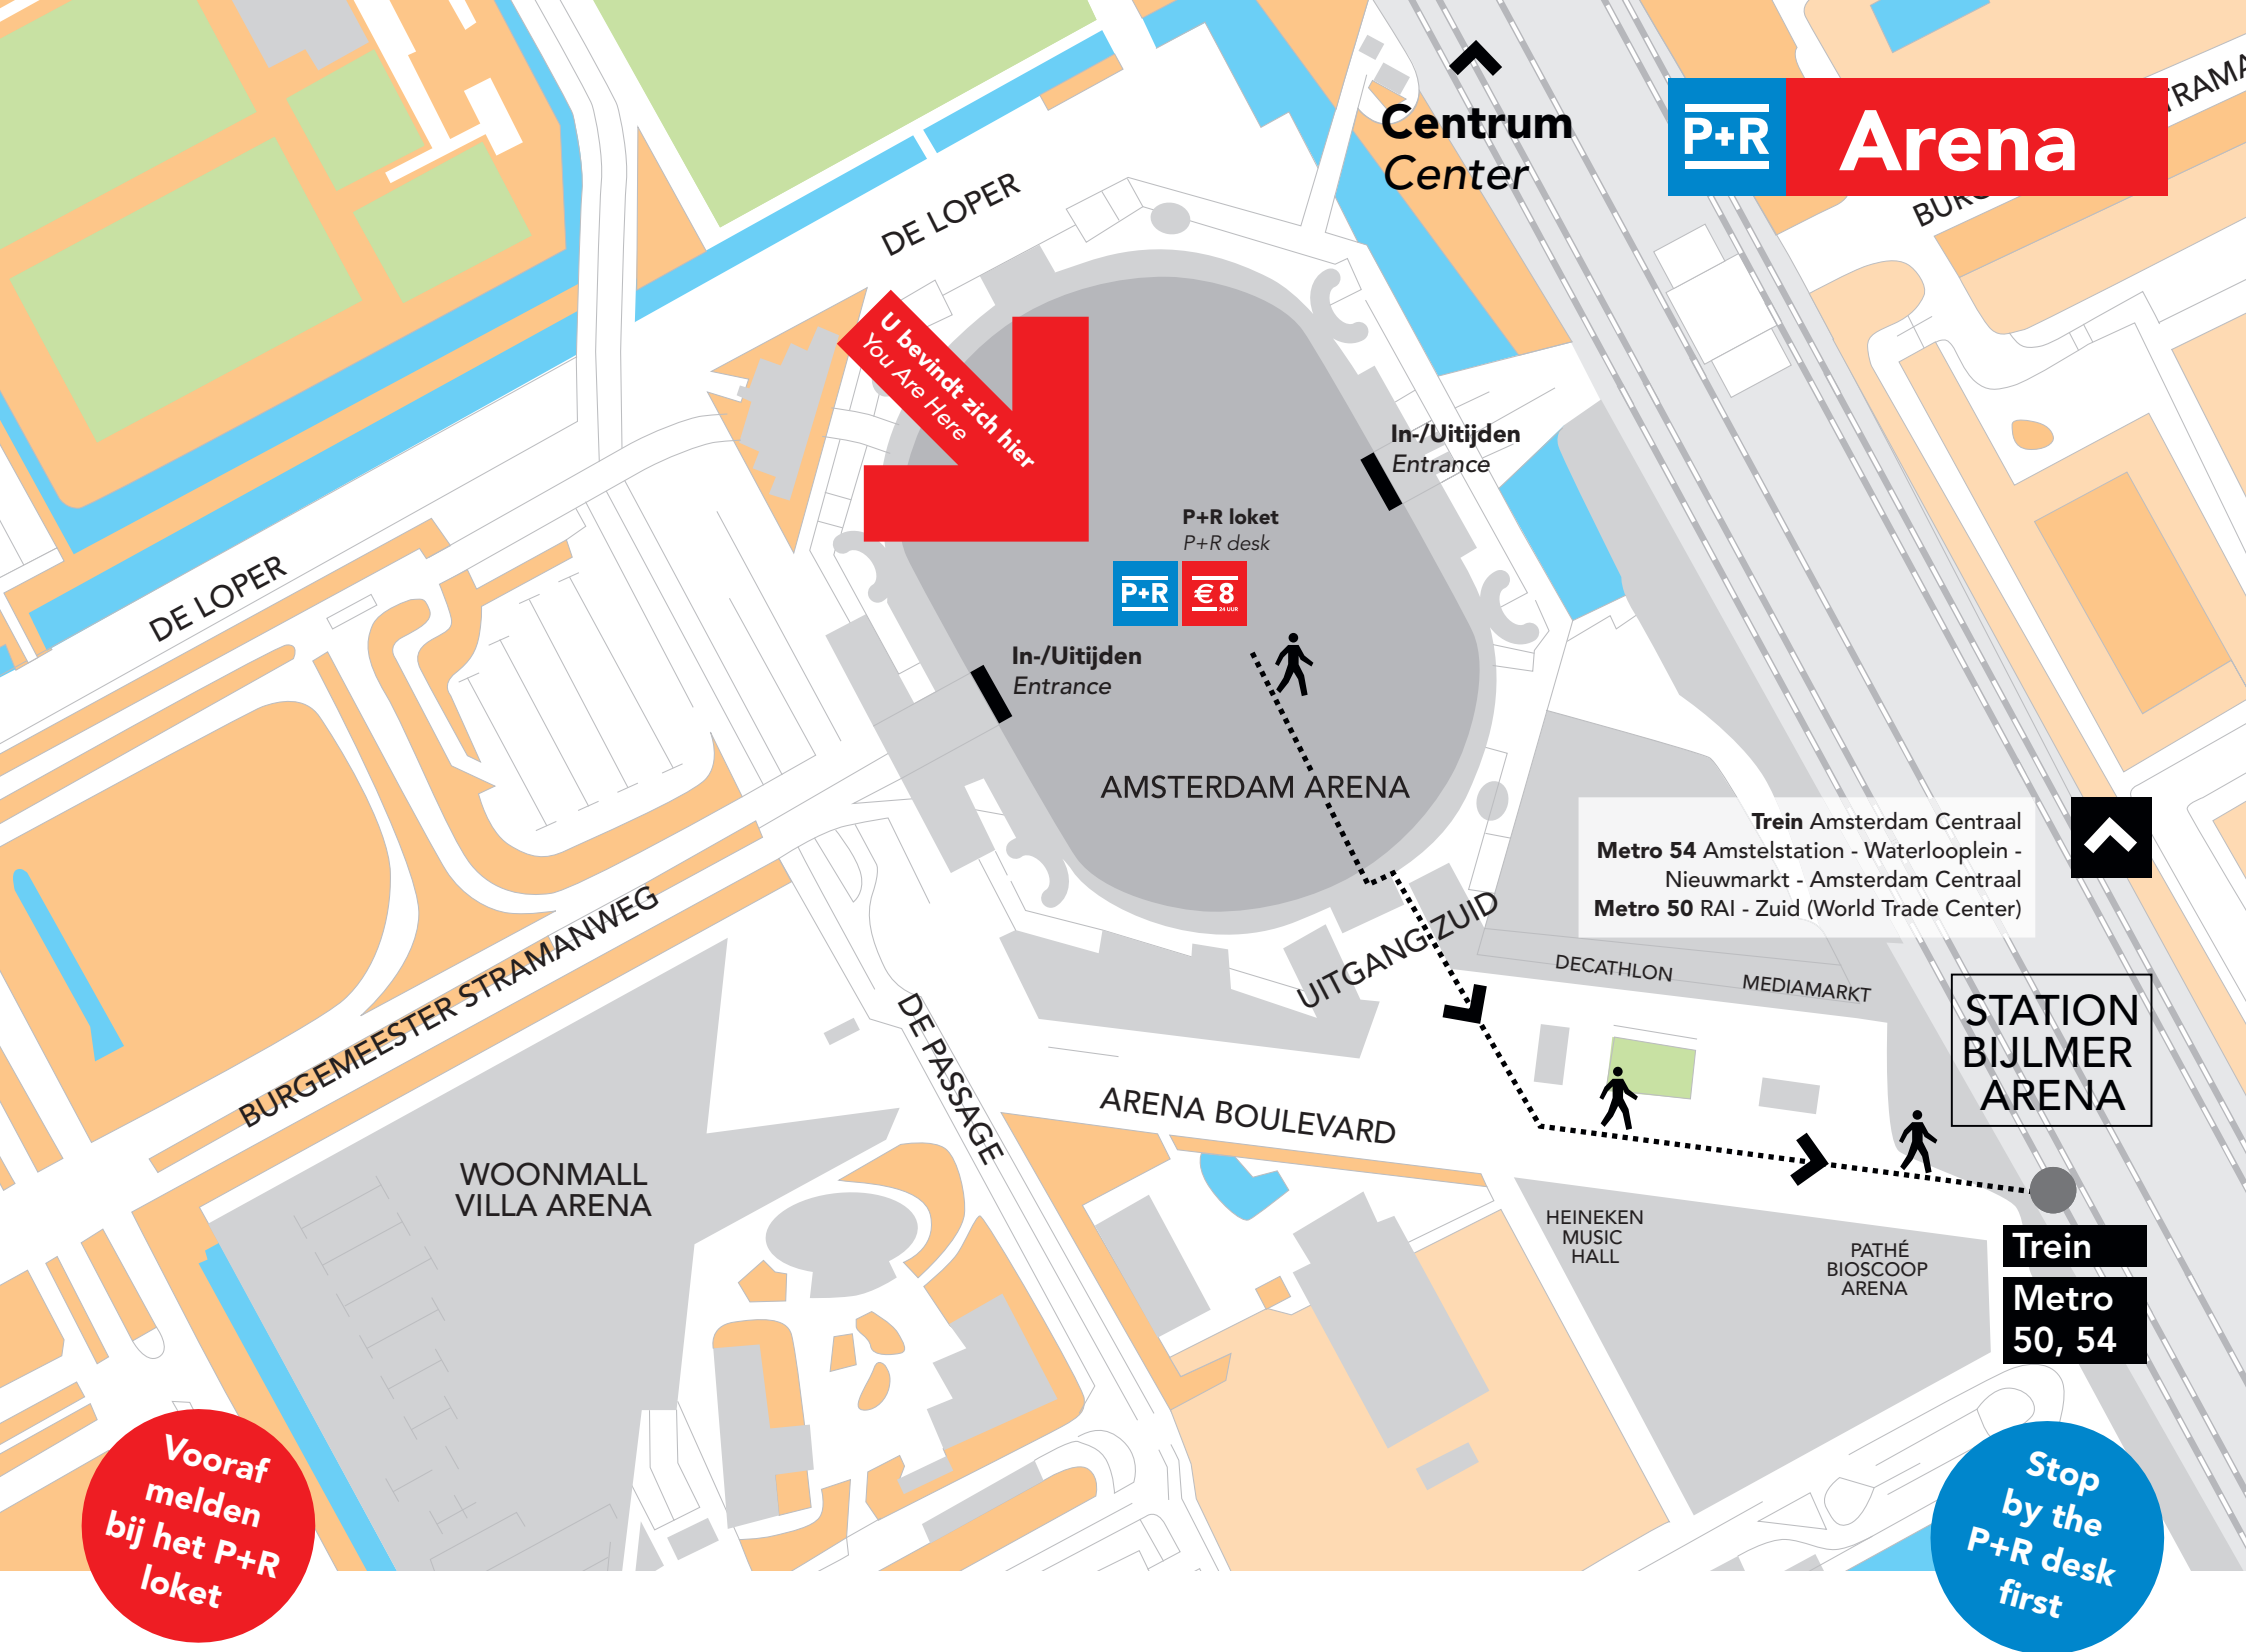 Centrum
Center
P+R
Arena
DE LOPER
U bevindt zich hier
You Are Here
In-/Uitijden
Entrance
P+R loket
P+R desk
P+R
€ 8
24 UUR
In-/Uitijden
Entrance
DE LOPER
AMSTERDAM ARENA
Trein Amsterdam Centraal
Metro 54 Amstelstation - Waterlooplein -
Nieuwmarkt - Amsterdam Centraal
Metro 50 RAI - Zuid (World Trade Center)
UITGANG ZUID
BURGEMEESTER STRAMANWEG
DECATHLON
MEDIAMARKT
STATION
BIJLMER
ARENA
DE PASSAGE
ARENA BOULEVARD
WOONMALL
VILLA ARENA
HEINEKEN
MUSIC
HALL
PATHÉ
BIOSCOOP
ARENA
Trein
Metro
50, 54
Vooraf
melden
bij het P+R
loket
Stop
by the
P+R desk
first